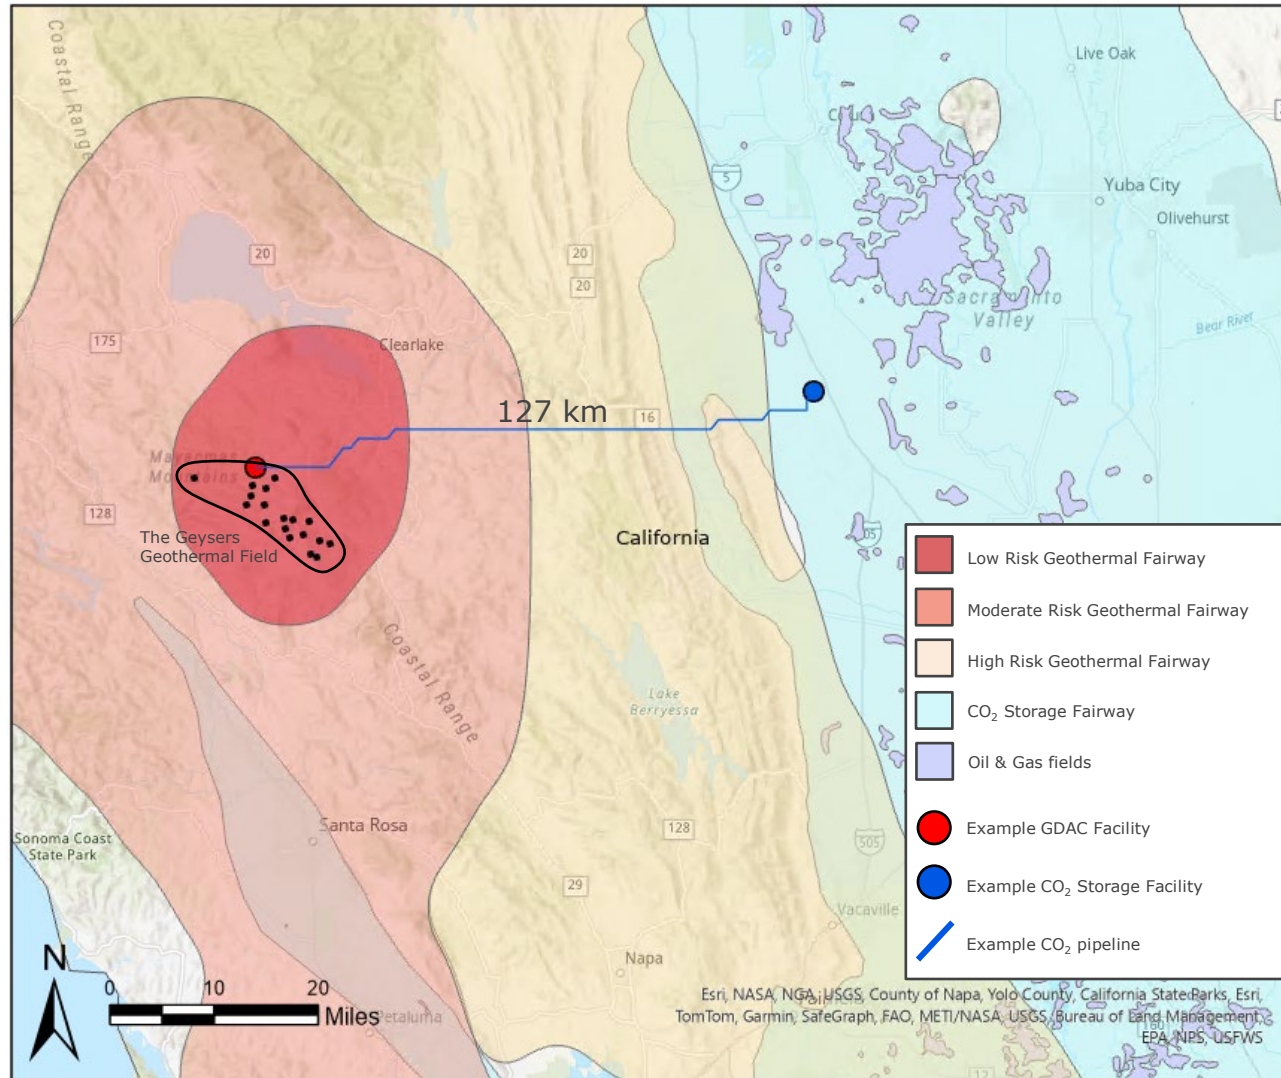 Coastal Range
Live Oak
5
Yuba City
Olivehurst
20
20
20
Sacramento
Valley
Bear River
175
Clearlake
127 km
16
Mountains
128
The Geysers
Geothermal Field
California
Low Risk Geothermal Fairway
Moderate Risk Geothermal Fairway
High Risk Geothermal Fairway
CO2 Storage Fairway
Oil & Gas fields
Example GDAC Facility
Example CO2 Storage Facility
Example CO2 pipeline
Coastal Range
Lake
Berryessa
Santa Rosa
128
505
Sonoma Coast
State Park
29
Vacaville
Napa
N
0 10 20
Miles
Petaluma
Esri, NASA, NGA, USGS, County of Napa, Yolo County, California State Parks, Esri,
TomTom, Garmin, SafeGraph, FAO, METI/NASA, USGS, Bureau of Land Management,
EPA, NPS, USFWS
12